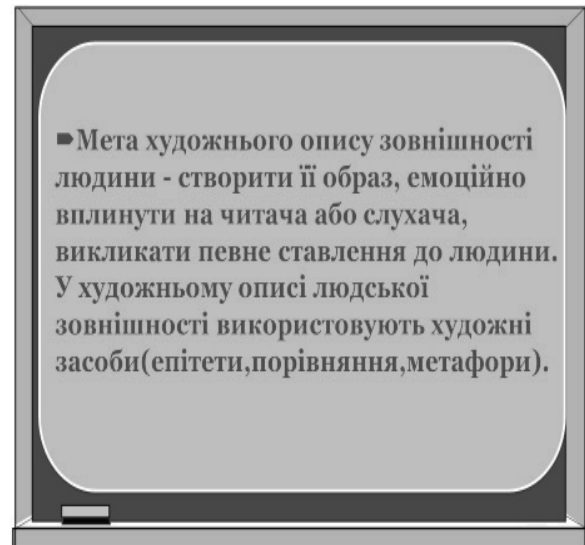 Мета художнього опису зовнішності
людини - створити її образ, емоційно
вплинути на читача або слухача,
викликати певне ставлення до людини.
У художньому описі людської
зовнішності використовують художні
засоби(епітети,порівняння,метафори).